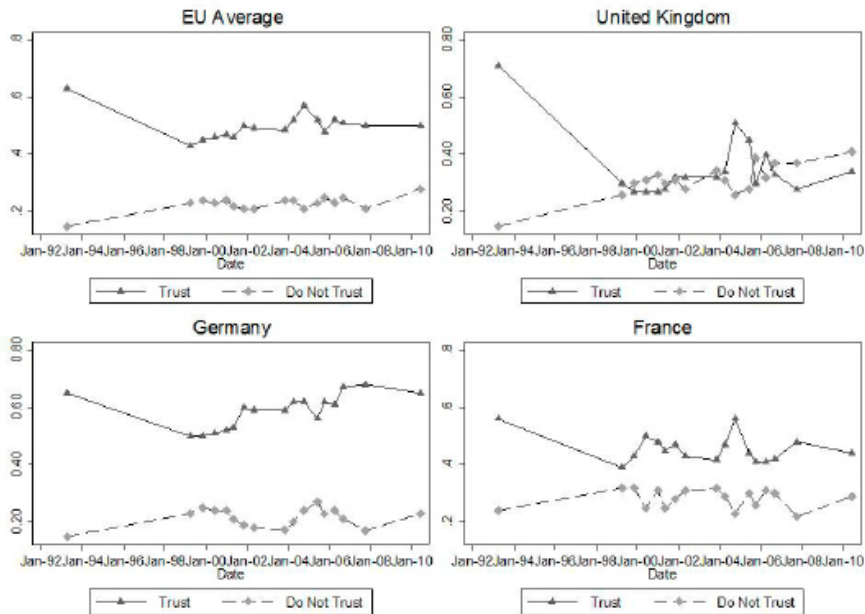 EU Average
.8
.6
.4
.2
Jan-92Jan-94Jan-96Jan-98Jan-00Jan-02Jan-04Jan-06Jan-08Jan-10
Date
Trust Do Not Trust
United Kingdom
0.80
0.60
0.40
0.20
Jan-92Jan-94Jan-96Jan-98Jan-00Jan-02Jan-04Jan-06Jan-08Jan-10
Date
Trust Do Not Trust
Germany
0.80
0.60
0.40
0.20
Jan-92Jan-94Jan-96Jan-98Jan-00Jan-02Jan-04Jan-06Jan-08Jan-10
Date
Trust Do Not Trust
France
.8
.6
.4
.2
Jan-92Jan-94Jan-96Jan-98Jan-00Jan-02Jan-04Jan-06Jan-08Jan-10
Date
Trust Do Not Trust